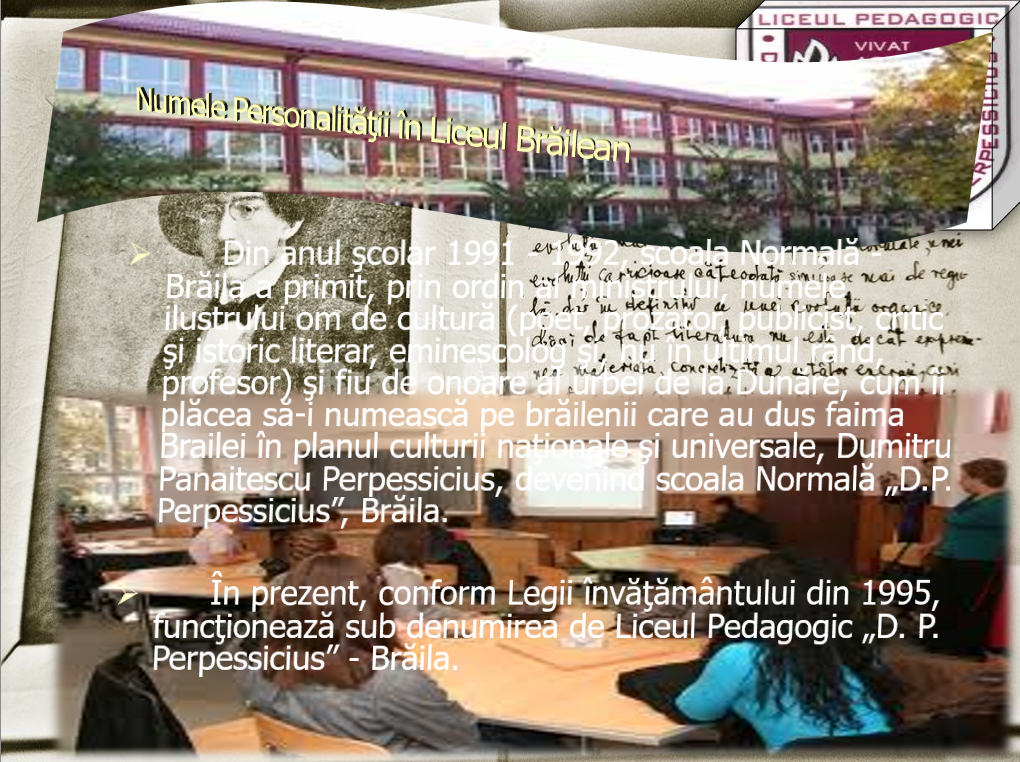 LICEUL PEDAGOGIC
VIVAT
Numele Personalităţii în Liceul Brăilean
Din anul şcolar 1991 - 1992, scoala Normală -
Brăila a primit, prin ordin al ministrului, numele
ilustrului om de cultură (poet, prozator, publicist, critic
şi istoric literar, eminescolog şi, nu în ultimul rând,
profesor) şi fiu de onoare al urbei de la Dunăre, cum îi
plăcea să-i numească pe brăilenii care au dus faima
Brailei în planul culturii naţionale şi universale, Dumitru
Panaitescu Perpessicius, devenind scoala Normală „D.P.
Perpessicius”, Brăila.
În prezent, conform Legii învăţământului din 1995,
funcţionează sub denumirea de Liceul Pedagogic „D. P.
Perpessicius” - Brăila.